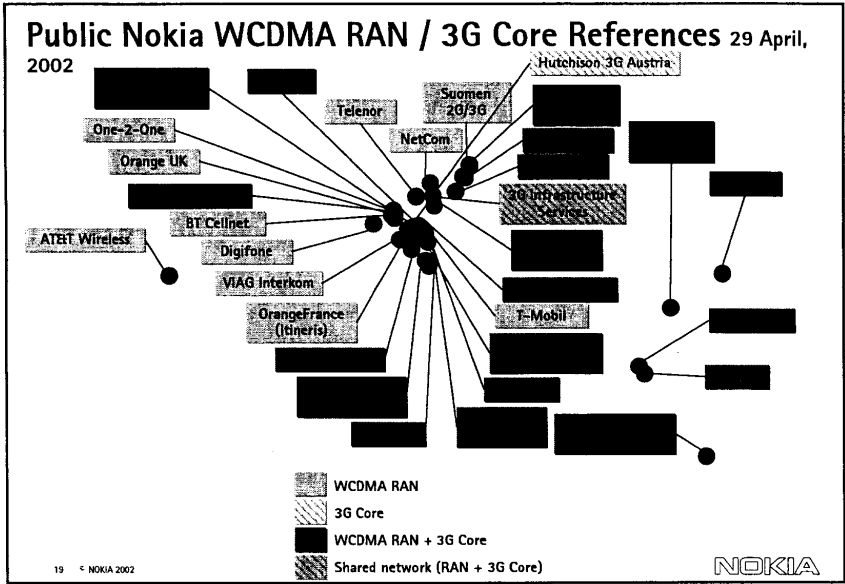 Public Nokia WCDMA RAN / 3G Core References 29 April,
2002
Hutchison 3G Austria
Suomen
2G/3G
Telenor
One-2-One
NetCom
Orange UK
3G Infrastructure
Services
BT Cellnet
AT&T Wireless
Digifone
VIAG Interkom
OrangeFrance
(Itineris)
T-Mobil
WCDMA RAN
3G Core
WCDMA RAN + 3G Core
Shared network (RAN + 3G Core)
19 © NOKIA 2002
NOKIA